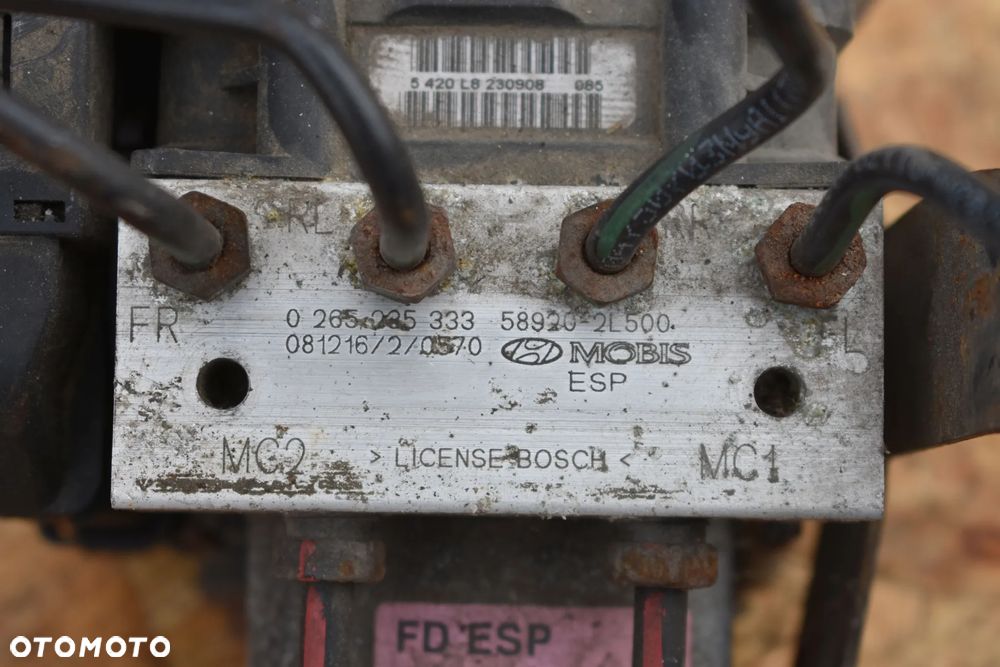 5 420 L8 230908 085
RL
FR
0 265 235 333 58920-2L500
081216/2/0570 MOBIS
ESP
MC2 > LICENSE BOSCH < MC1
FD ESP
OTOMOTO